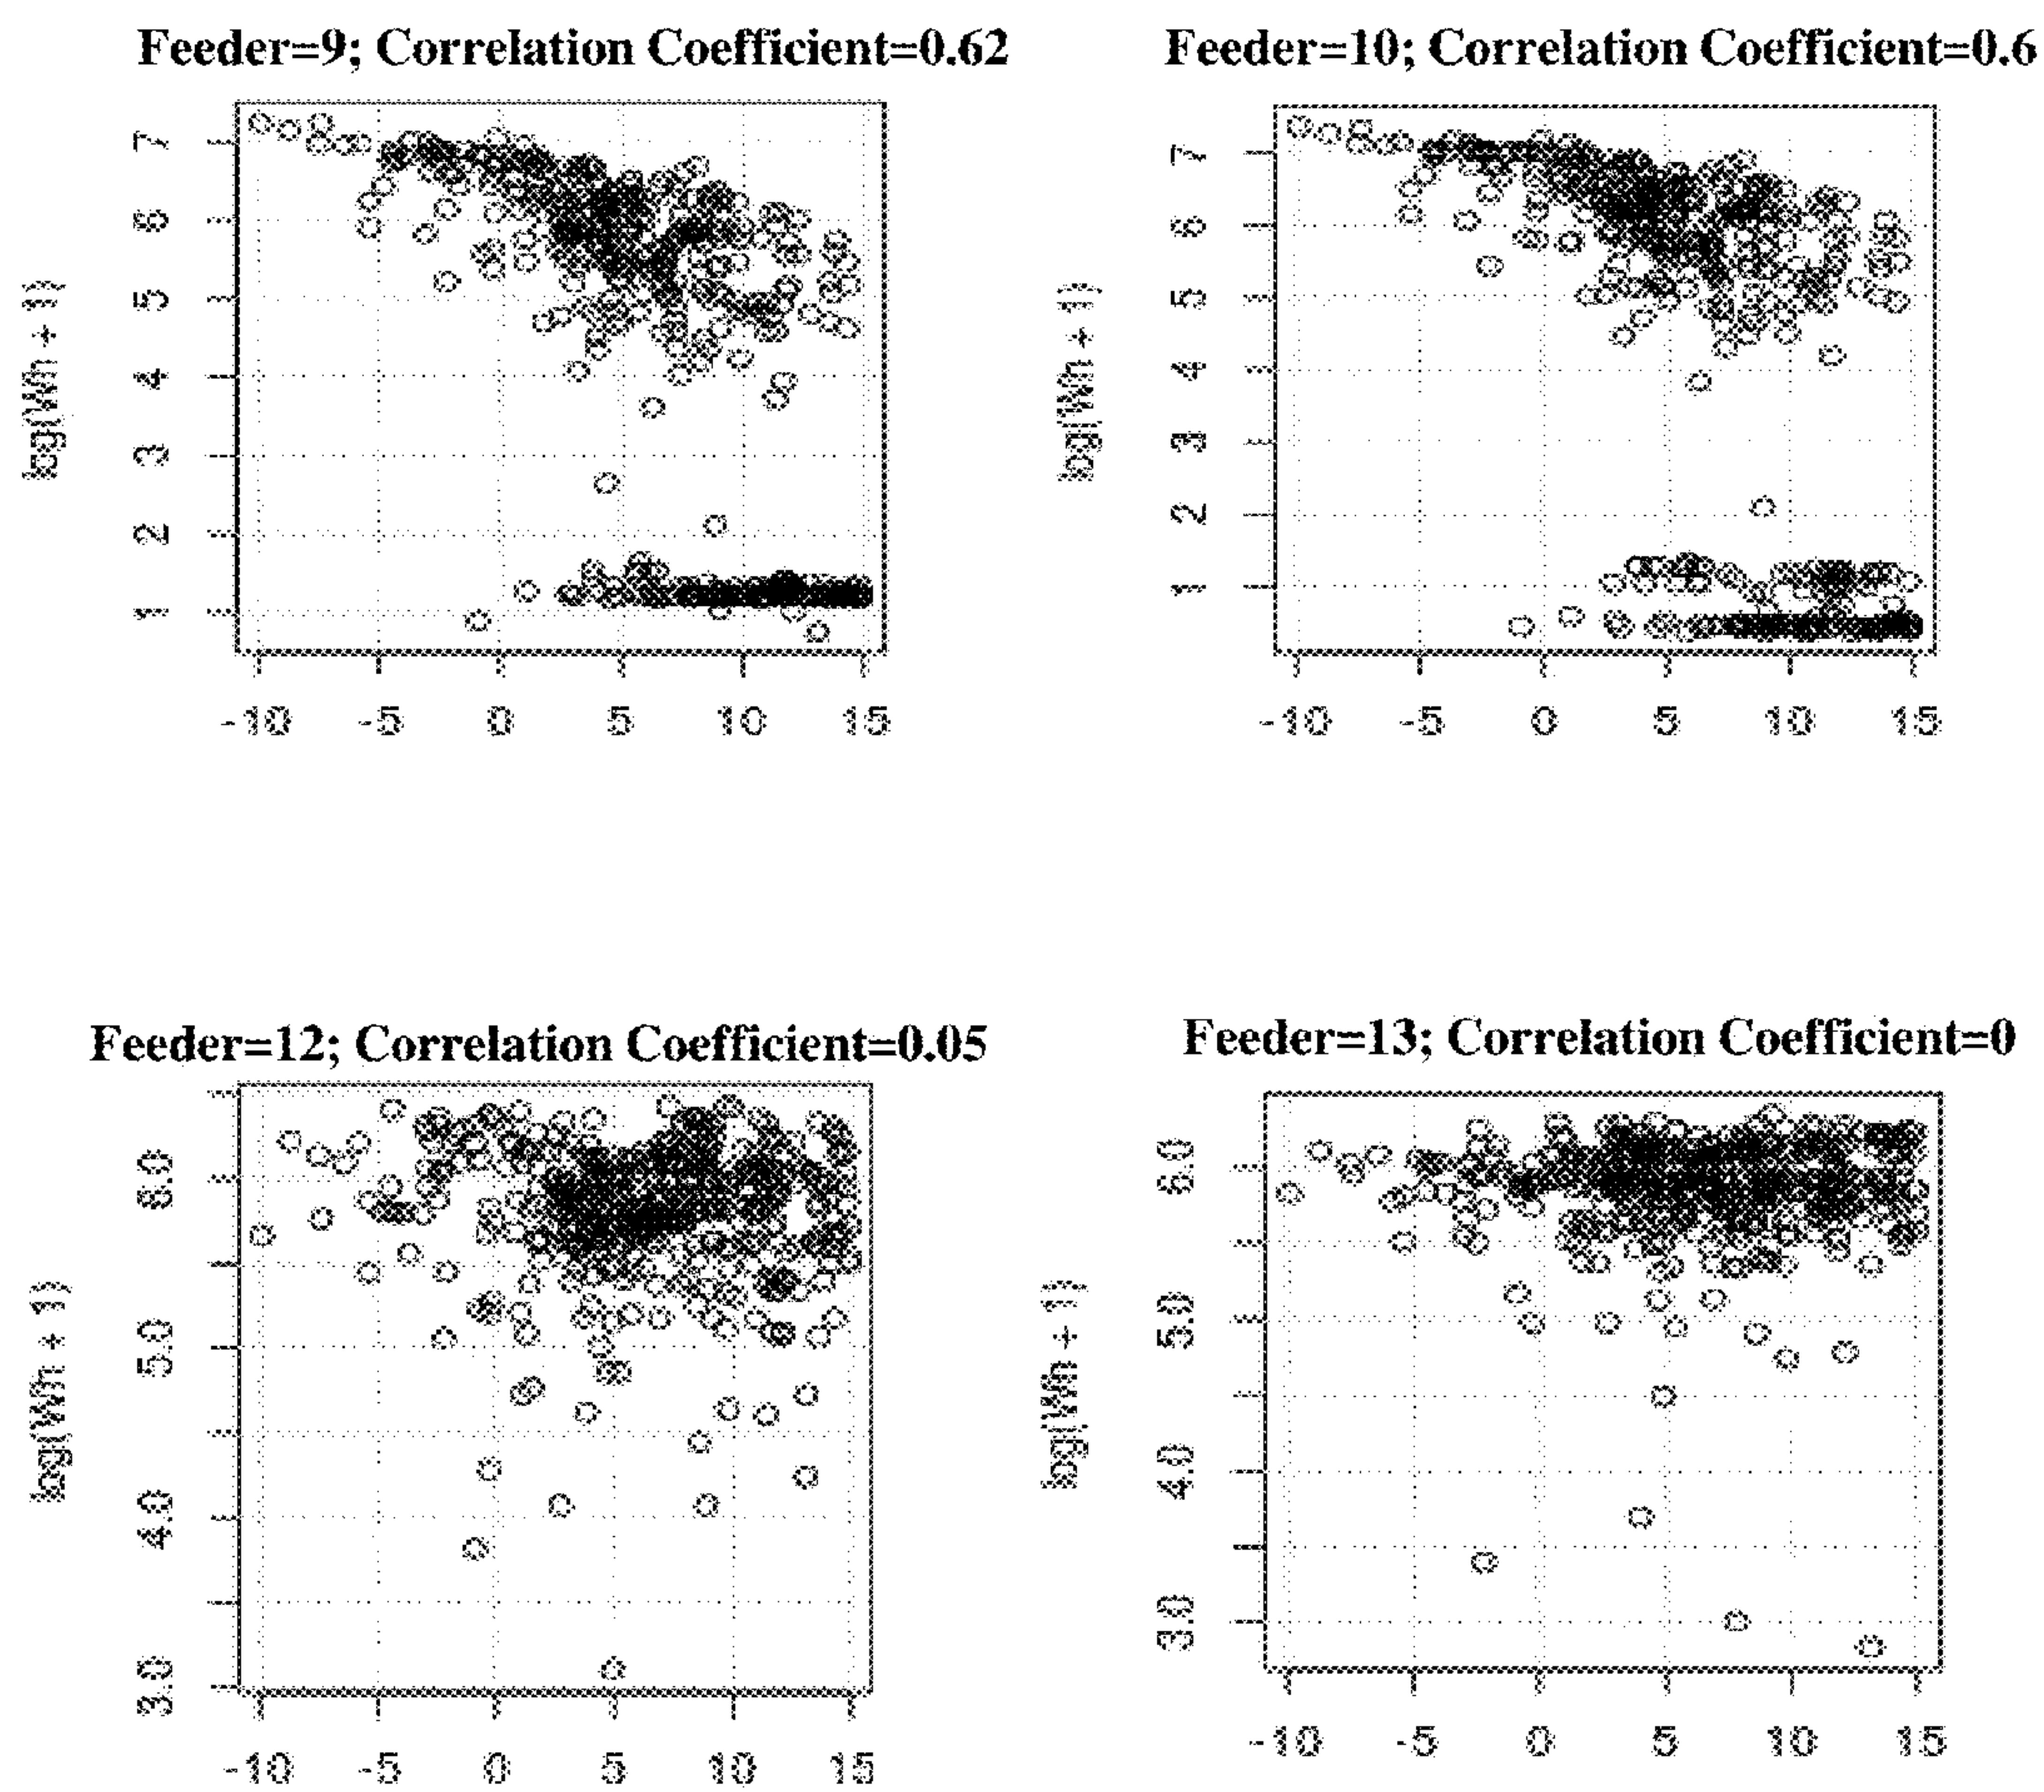 Feeder=9; Correlation Coefficient=0.62
log(Wh + 1)
7
6
5
4
3
2
1
-10 -5 0 5 10 15
Feeder=10; Correlation Coefficient=0.6
log(Wh + 1)
7
6
5
4
3
2
1
-10 -5 0 5 10 15
Feeder=12; Correlation Coefficient=0.05
log(Wh + 1)
6.0
5.0
4.0
3.0
-10 -5 0 5 10 15
Feeder=13; Correlation Coefficient=0
log(Wh + 1)
6.0
5.0
4.0
3.0
-10 -5 0 5 10 15